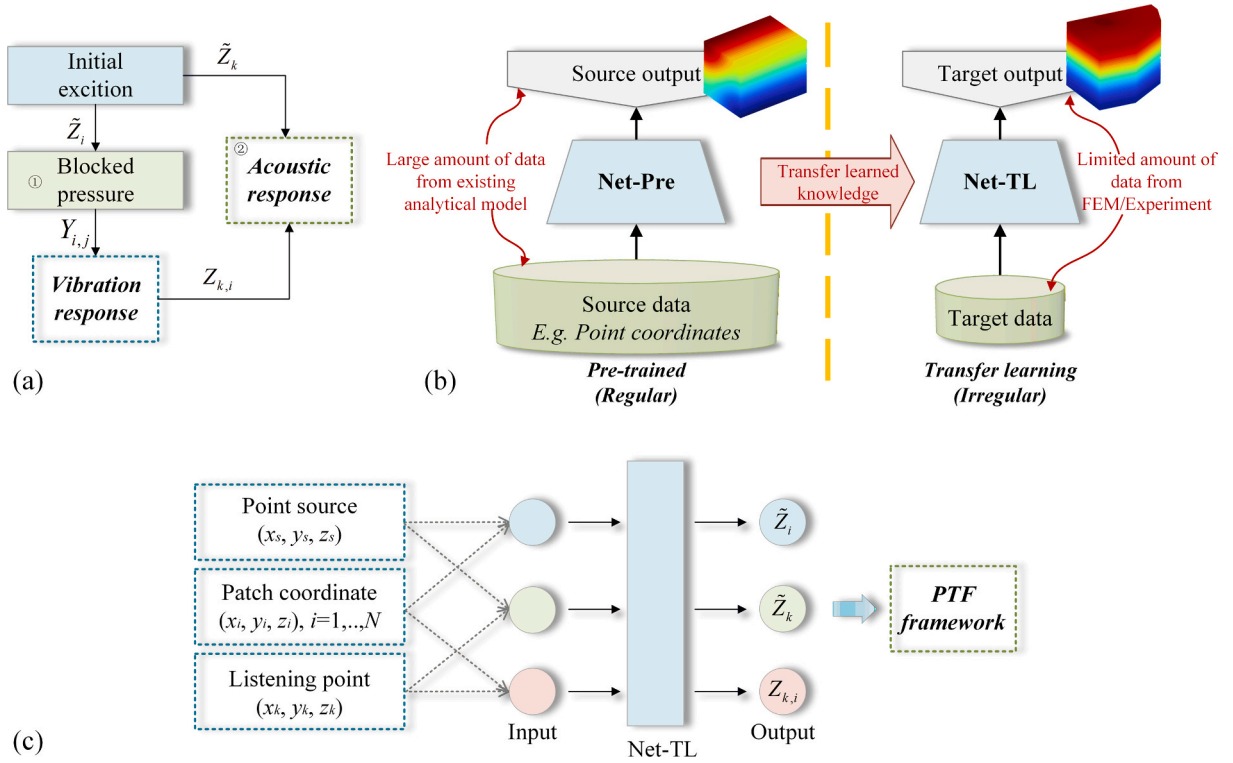 Initial
excition
Z̃ₖ
Z̃ᵢ
① Blocked
pressure
② Acoustic
response
Yᵢ,ⱼ
Vibration
response
Zₖ,ᵢ
(a)
Source output
Large amount of data
from existing
analytical model
Net-Pre
Source data
E.g. Point coordinates
Pre-trained
(Regular)
Transfer learned
knowledge
Target output
Net-TL
Limited amount of
data from
FEM/Experiment
Target data
Transfer learning
(Irregular)
(b)
Point source
(xₛ, yₛ, zₛ)
Patch coordinate
(xᵢ, yᵢ, zᵢ), i=1,..,N
Listening point
(xₖ, yₖ, zₖ)
Input
Net-TL
Z̃ᵢ
Z̃ₖ
Zₖ,ᵢ
Output
PTF
framework
(c)